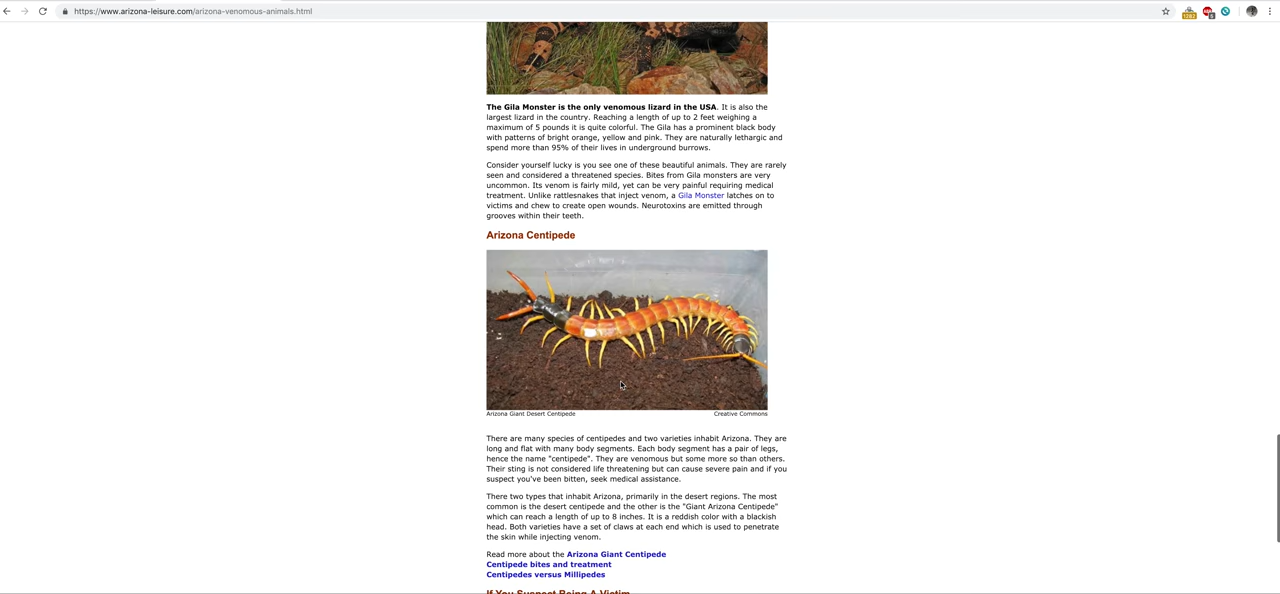 https://www.arizona-leisure.com/arizona-venomous-animals.html
The Gila Monster is the only venomous lizard in the USA. It is also the
largest lizard in the country. Reaching a length of up to 2 feet weighing a
maximum of 5 pounds it is quite colorful. The Gila has a prominent black body
with patterns of bright orange, yellow and pink. They are naturally lethargic and
spend more than 95% of their lives in underground burrows.
Consider yourself lucky is you see one of these beautiful animals. They are rarely
seen and considered a threatened species. Bites from Gila monsters are very
uncommon. Its venom is fairly mild, yet can be very painful requiring medical
treatment. Unlike rattlesnakes that inject venom, a Gila Monster latches on to
victims and chew to create open wounds. Neurotoxins are emitted through
grooves within their teeth.
Arizona Centipede
Arizona Giant Desert Centipede Creative Commons
There are many species of centipedes and two varieties inhabit Arizona. They are
long and flat with many body segments. Each body segment has a pair of legs,
hence the name "centipede". They are venomous but some more so than others.
Their sting is not considered life threatening but can cause severe pain and if you
suspect you've been bitten, seek medical assistance.
There two types that inhabit Arizona, primarily in the desert regions. The most
common is the desert centipede and the other is the "Giant Arizona Centipede"
which can reach a length of up to 8 inches. It is a reddish color with a blackish
head. Both varieties have a set of claws at each end which is used to penetrate
the skin while injecting venom.
Read more about the Arizona Giant Centipede
Centipede bites and treatment
Centipedes versus Millipedes
If You Suspect Being A Victim